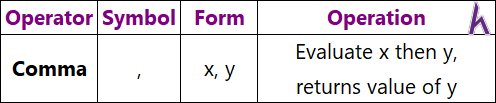 Operator Symbol Form Operation
Comma , x, y Evaluate x then y,
returns value of y